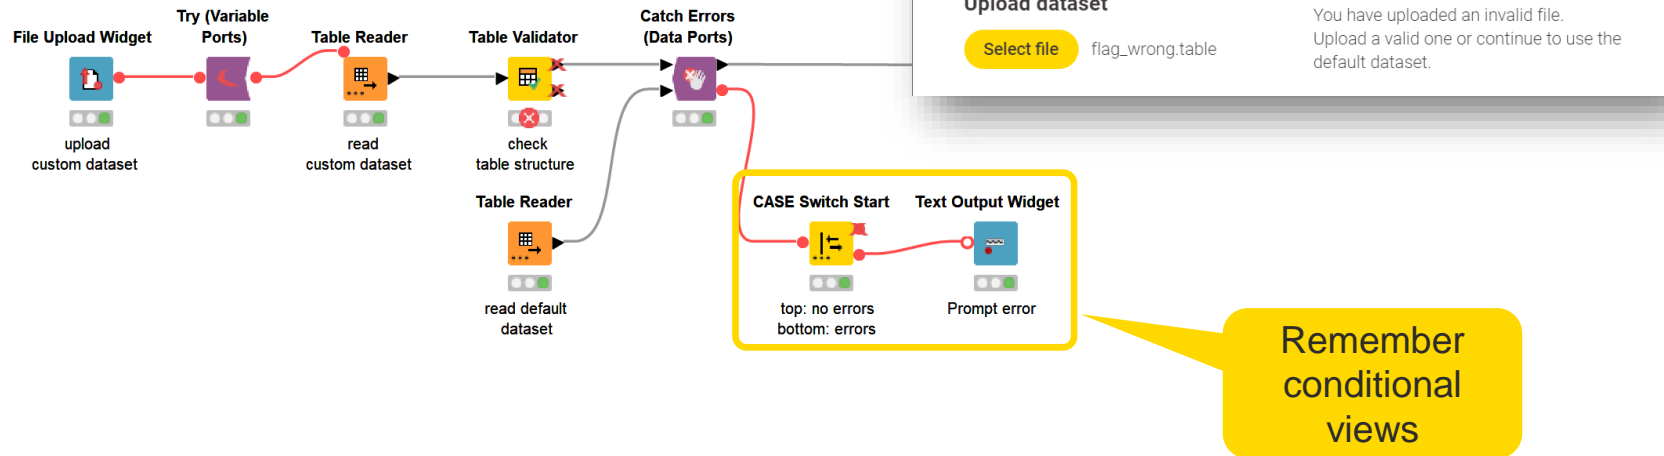 File Upload Widget
Try (Variable
Ports)
Table Reader
Table Validator
Catch Errors
(Data Ports)
upload
custom dataset
read
custom dataset
check
table structure
Table Reader
read default
dataset
CASE Switch Start
Text Output Widget
top: no errors
bottom: errors
Prompt error
Upload dataset
Select file
flag_wrong.table
You have uploaded an invalid file.
Upload a valid one or continue to use the
default dataset.
Remember
conditional
views